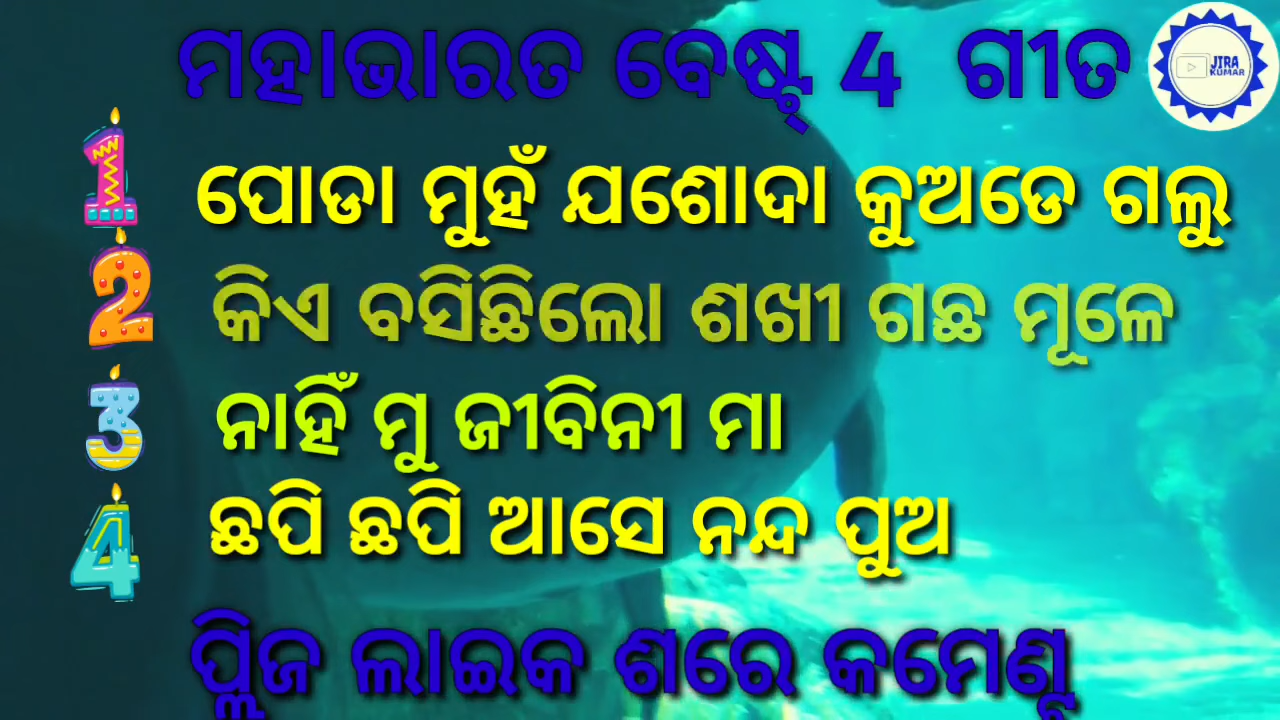 ମହାଭାରତ ବେଷ୍ଟ୍ 4 ଗୀତ
JIRA
KUMAR
1 ପୋଡା ମୁହଁ ଯଶୋଦା କୁଅଡେ ଗଲୁ
2 କିଏ ବସିଛିଲୋ ଶଖୀ ଗଛ ମୂଳେ
3 ନାହିଁ ମୁ ଜୀବିନୀ ମା
4 ଛପି ଛପି ଆସେ ନନ୍ଦ ପୁଅ
ପ୍ଲିଜ ଲାଇକ ଶରେ କମେଣ୍ଟ